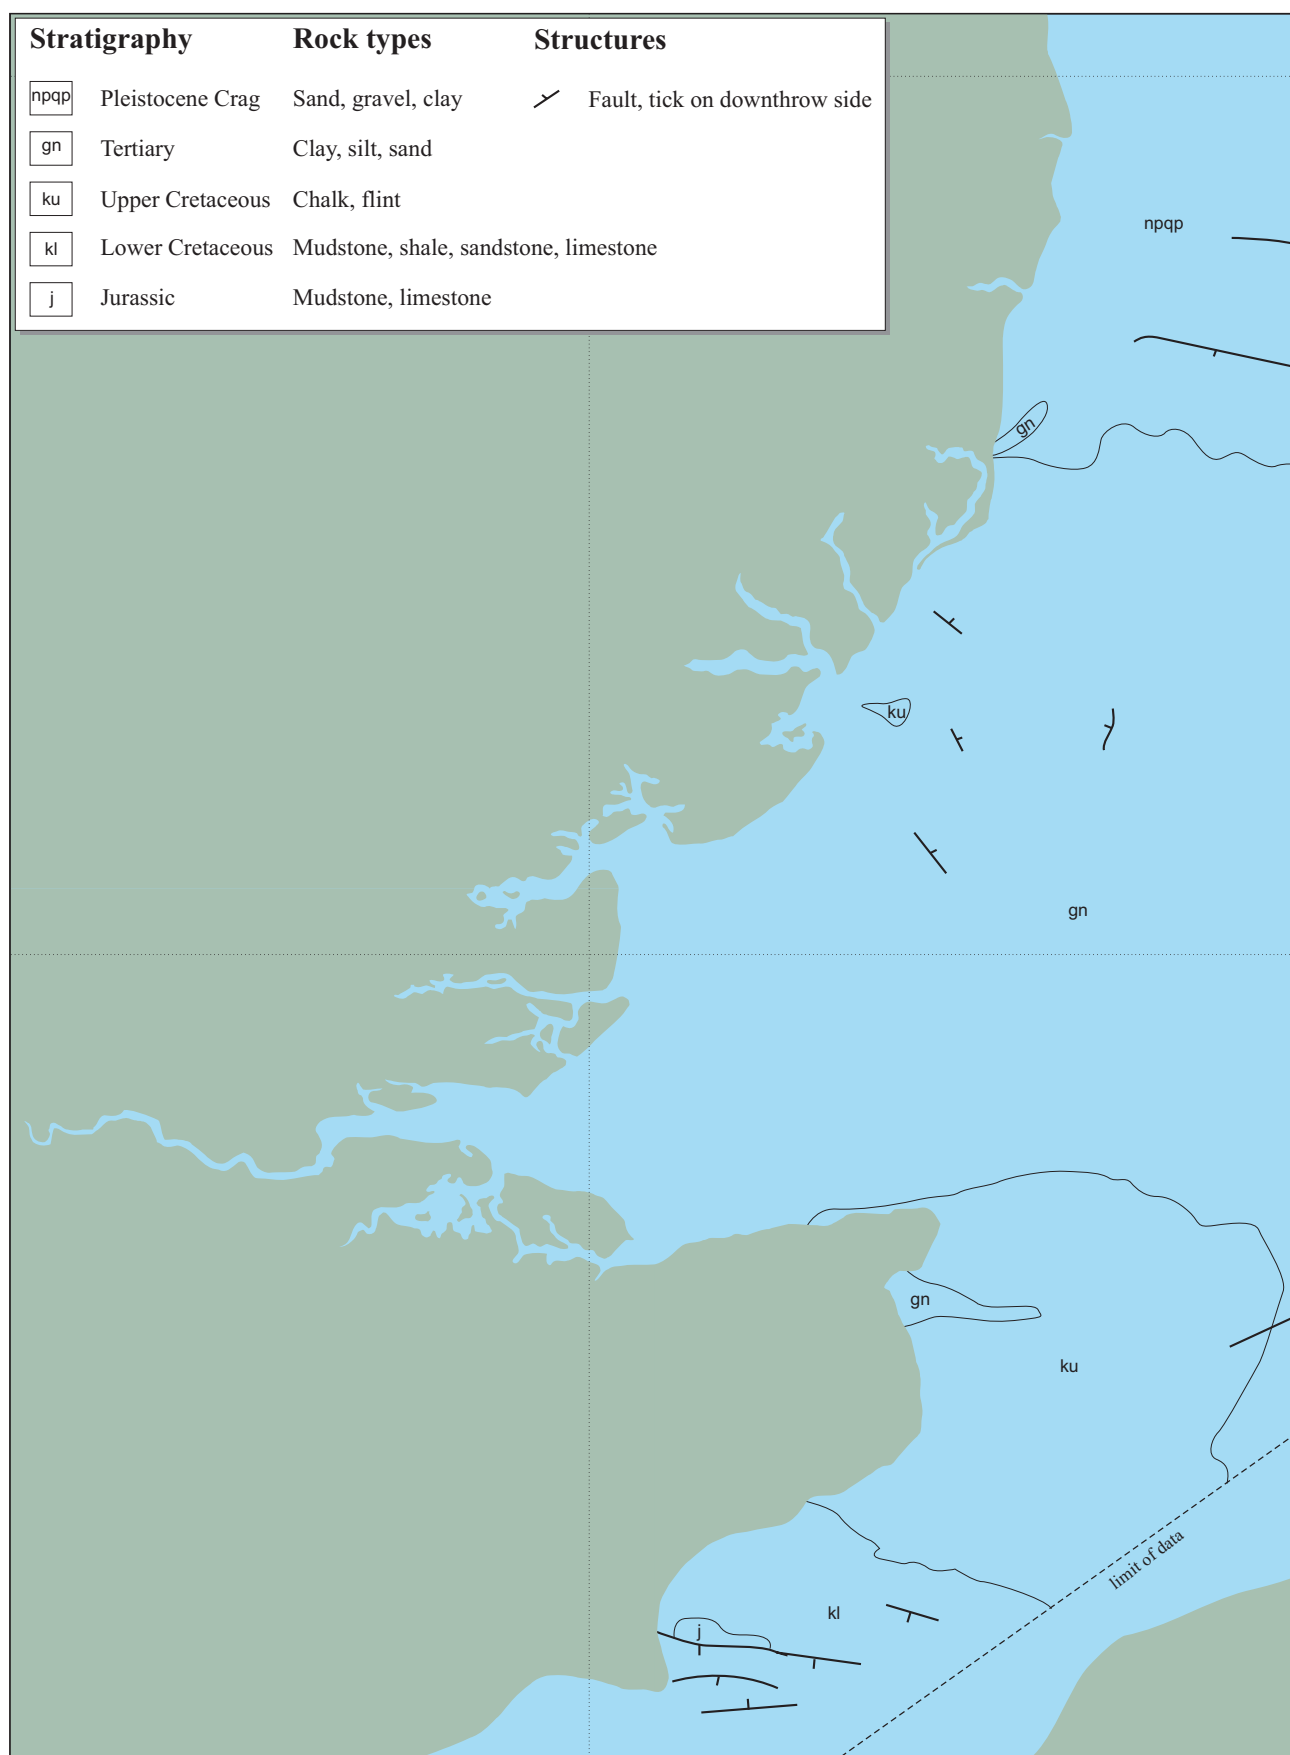 Stratigraphy Rock types Structures
npqp Pleistocene Crag Sand, gravel, clay Fault, tick on downthrow side
gn Tertiary Clay, silt, sand
ku Upper Cretaceous Chalk, flint
kl Lower Cretaceous Mudstone, shale, sandstone, limestone
j Jurassic Mudstone, limestone
npqp
gn
ku
gn
gn
ku
limit of data
kl
j